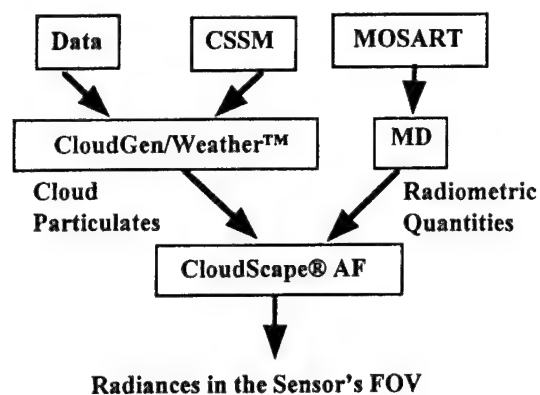 Data
CSSM
MOSART
CloudGen/Weather™
MD
Cloud
Particulates
Radiometric
Quantities
CloudScape® AF
Radiances in the Sensor's FOV